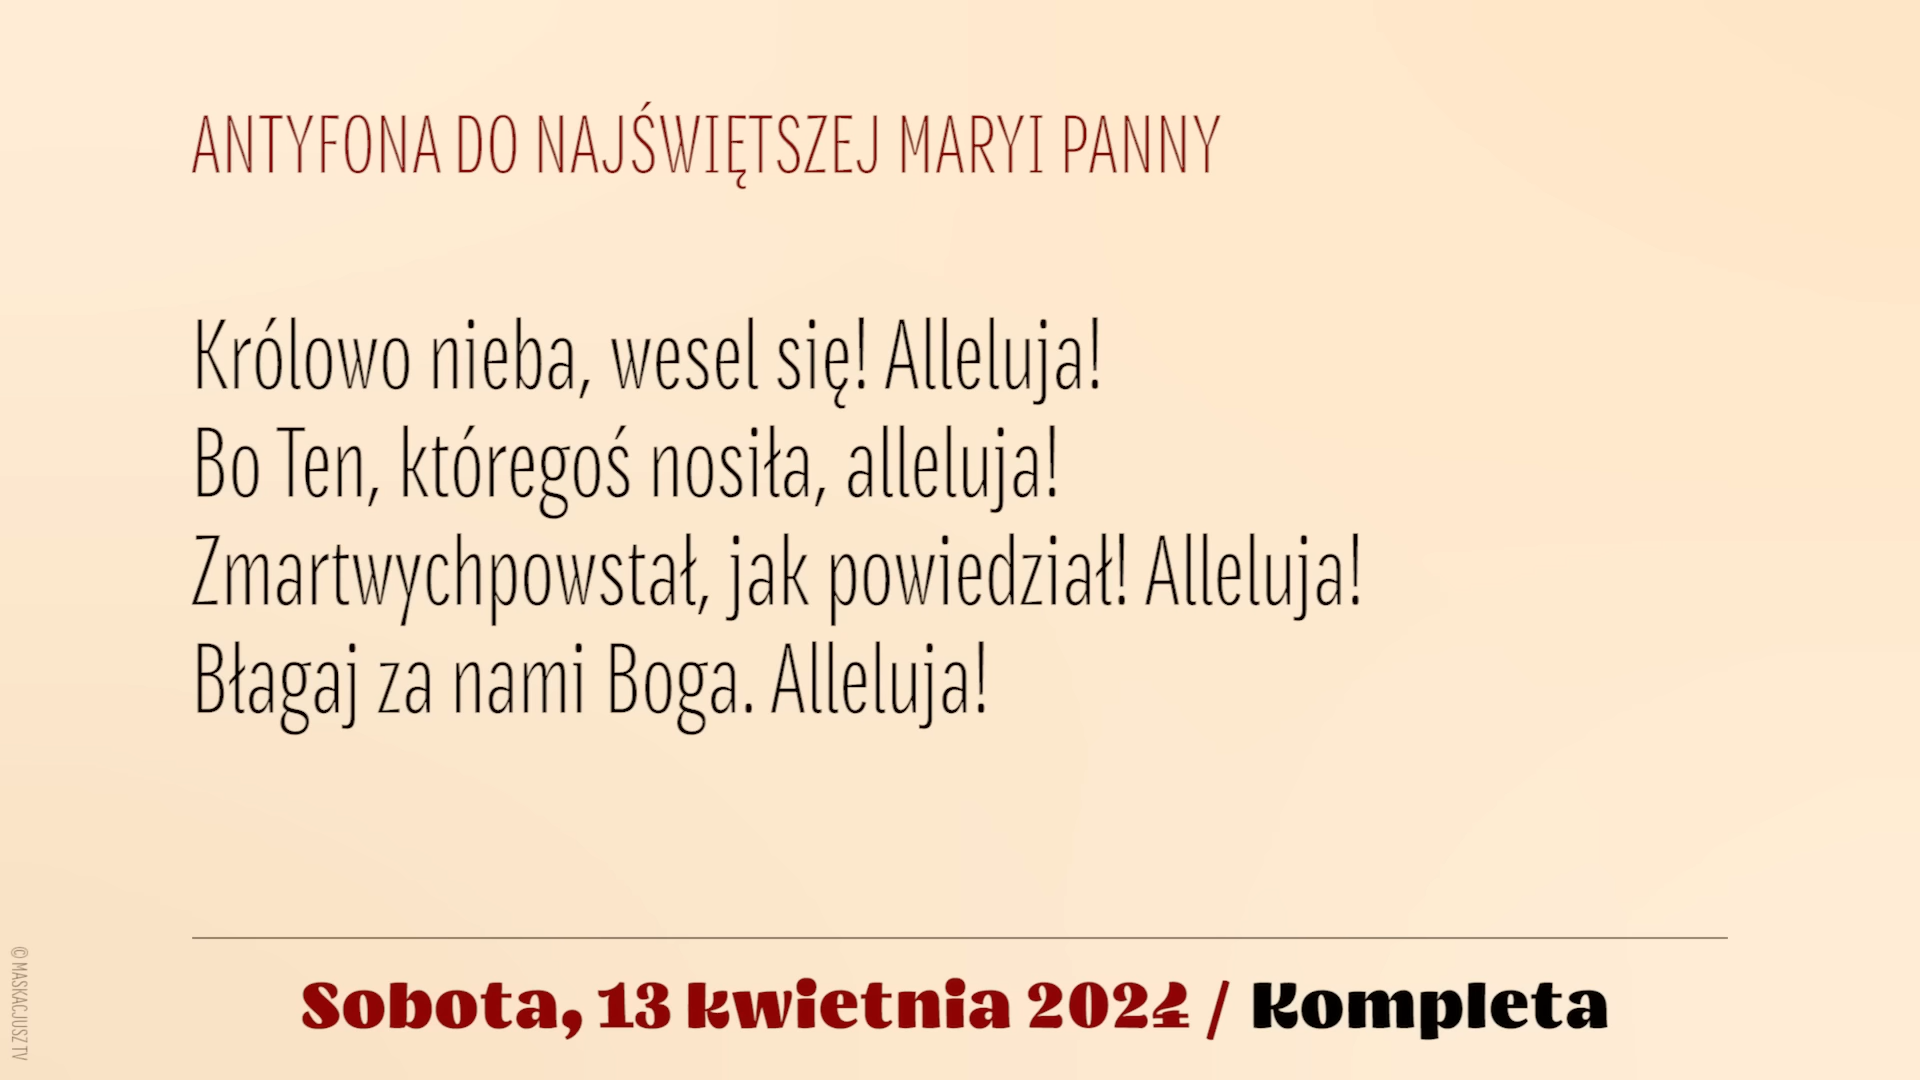 ANTYFONA DO NAJŚWIĘTSZEJ MARYI PANNY
Królowo nieba, wesel się! Alleluja!
Bo Ten, któregoś nosiła, alleluja!
Zmartwychpowstał, jak powiedział! Alleluja!
Błagaj za nami Boga. Alleluja!
Sobota, 13 kwietnia 2024 / Kompleta
© MASKACJUSZ TV